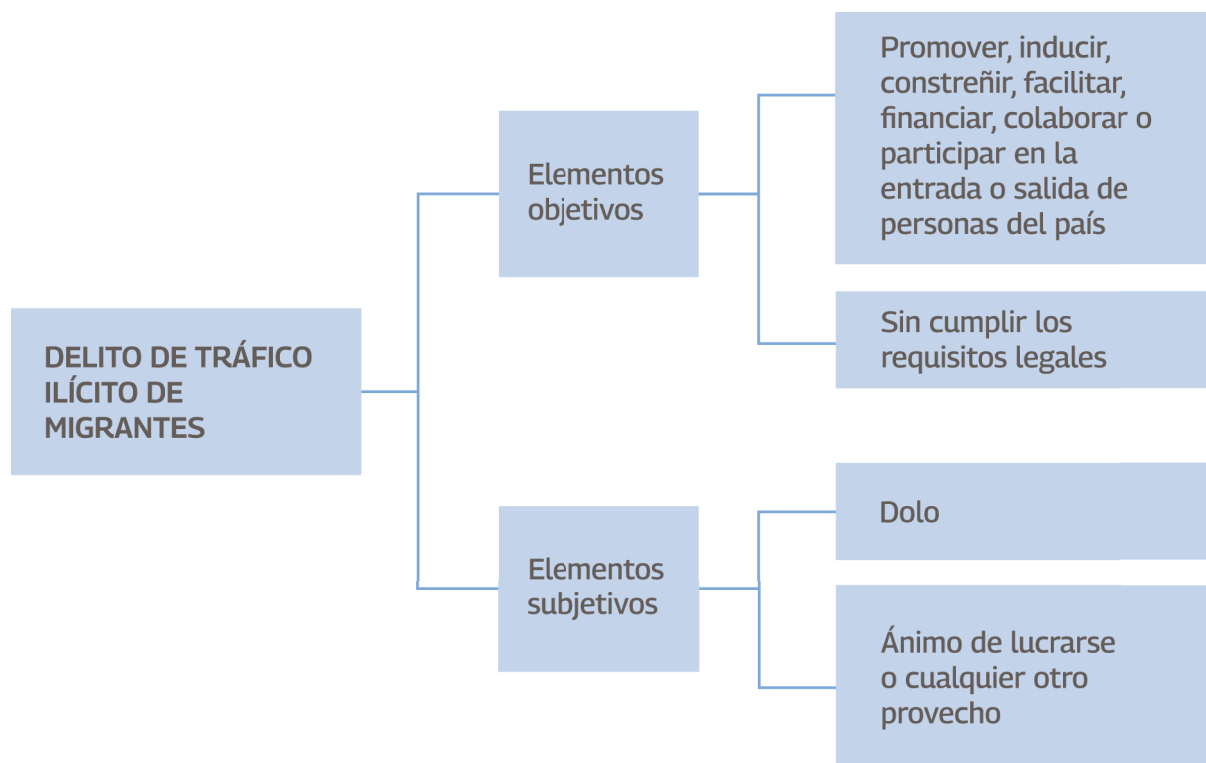 DELITO DE TRÁFICO
ILÍCITO DE
MIGRANTES
Elementos
objetivos
Promover, inducir,
constreñir, facilitar,
financiar, colaborar o
participar en la
entrada o salida de
personas del país
Sin cumplir los
requisitos legales
Elementos
subjetivos
Dolo
Ánimo de lucrarse
o cualquier otro
provecho